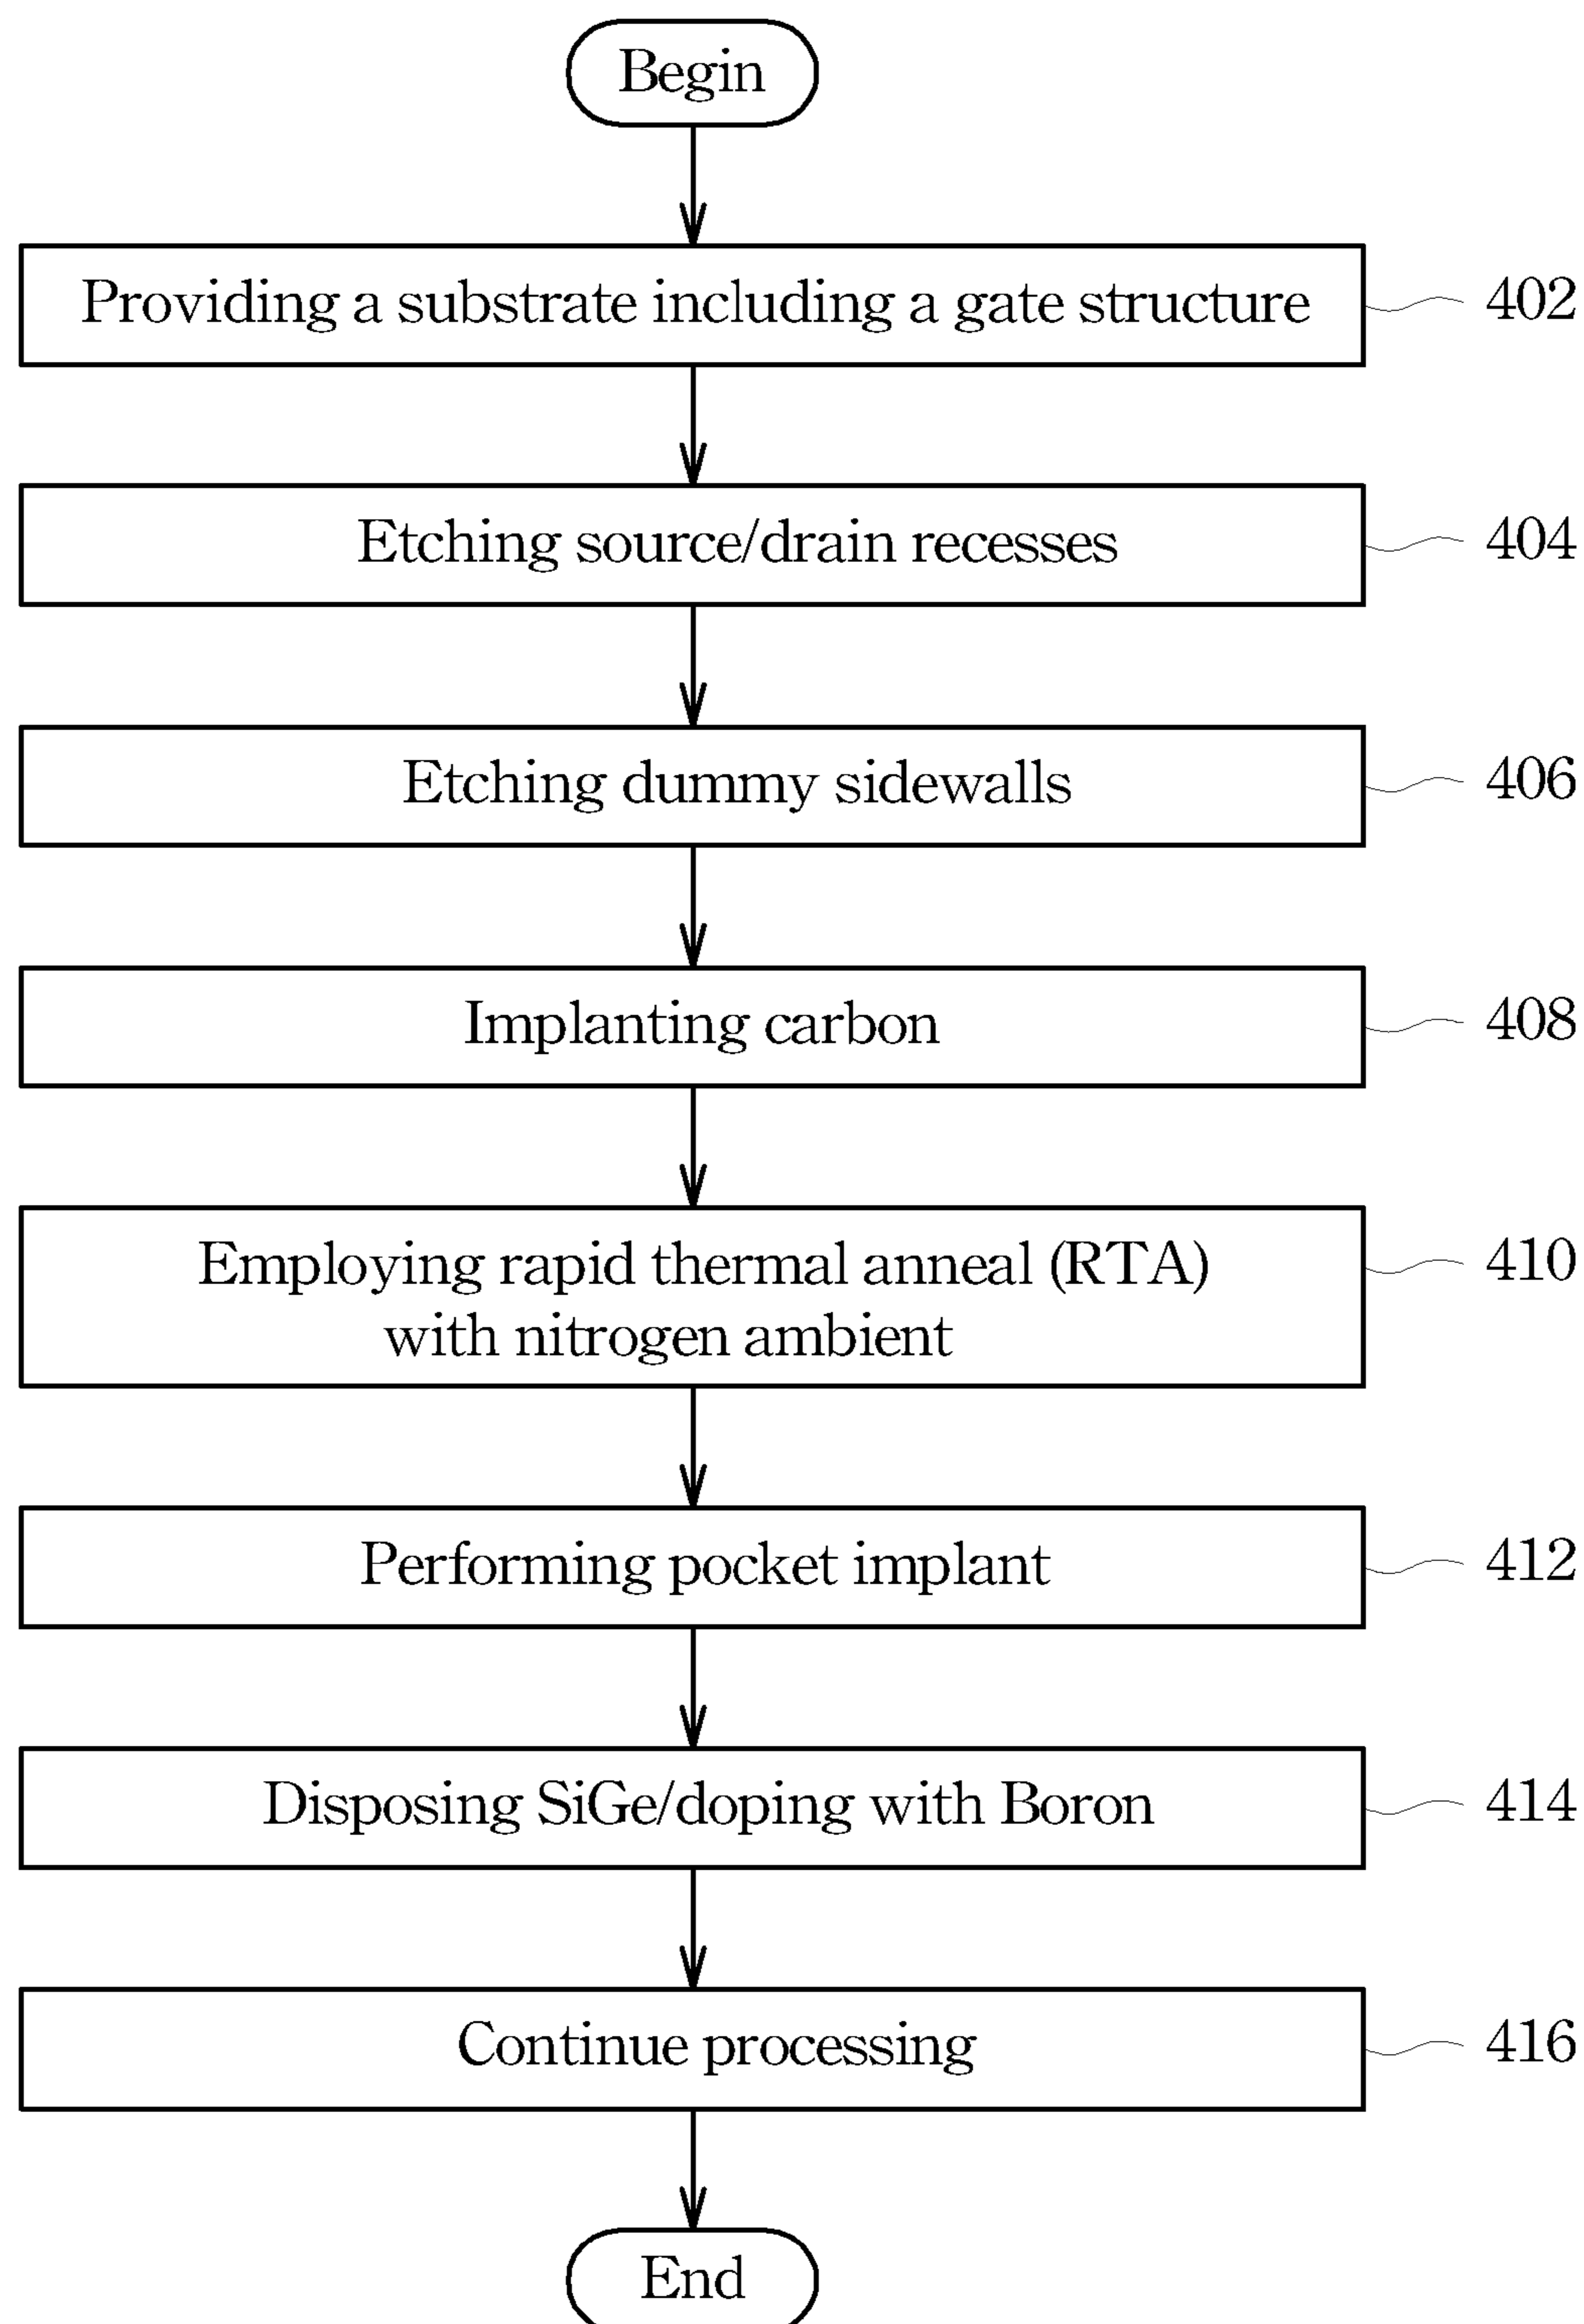 Begin
Providing a substrate including a gate structure 402
Etching source/drain recesses 404
Etching dummy sidewalls 406
Implanting carbon 408
Employing rapid thermal anneal (RTA) 410
with nitrogen ambient
Performing pocket implant 412
Disposing SiGe/doping with Boron 414
Continue processing 416
End